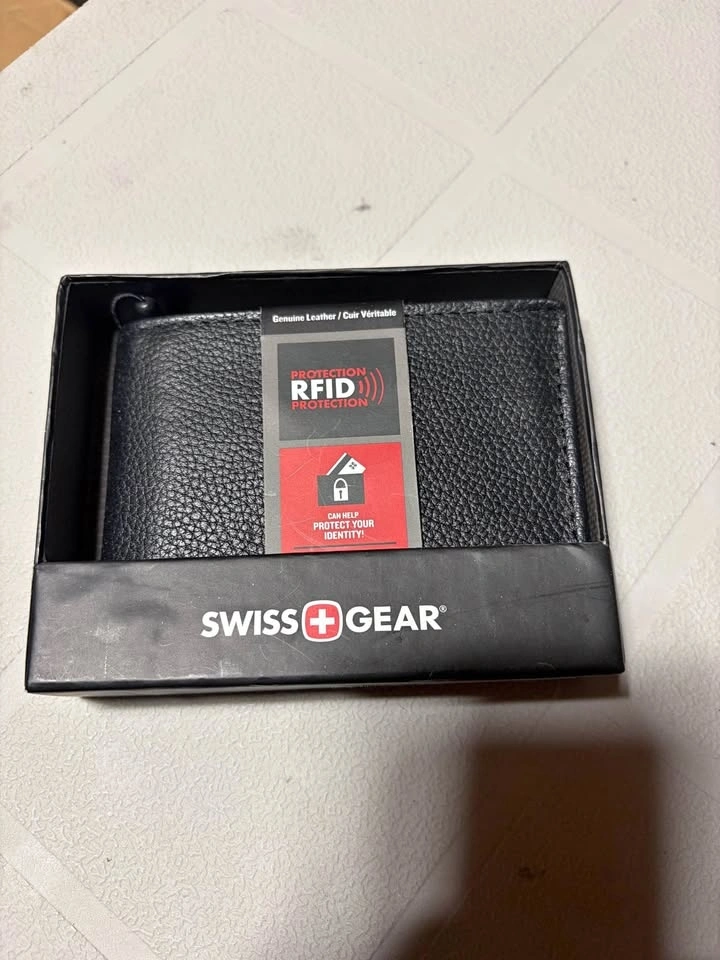 Genuine Leather / Cuir Véritable
PROTECTION
RFID
PROTECTION
CAN HELP
PROTECT YOUR
IDENTITY!
SWISS GEAR®